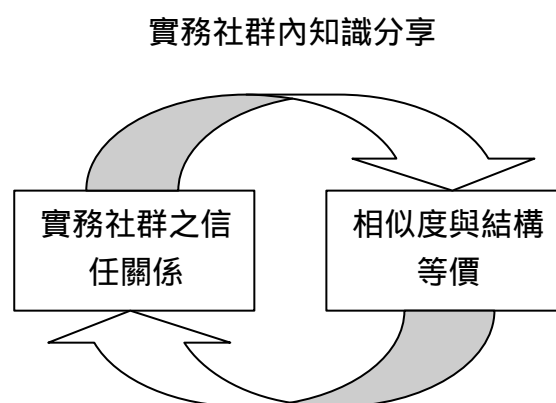 實務社群內知識分享
實務社群之信
任關係
相似度與結構
等價